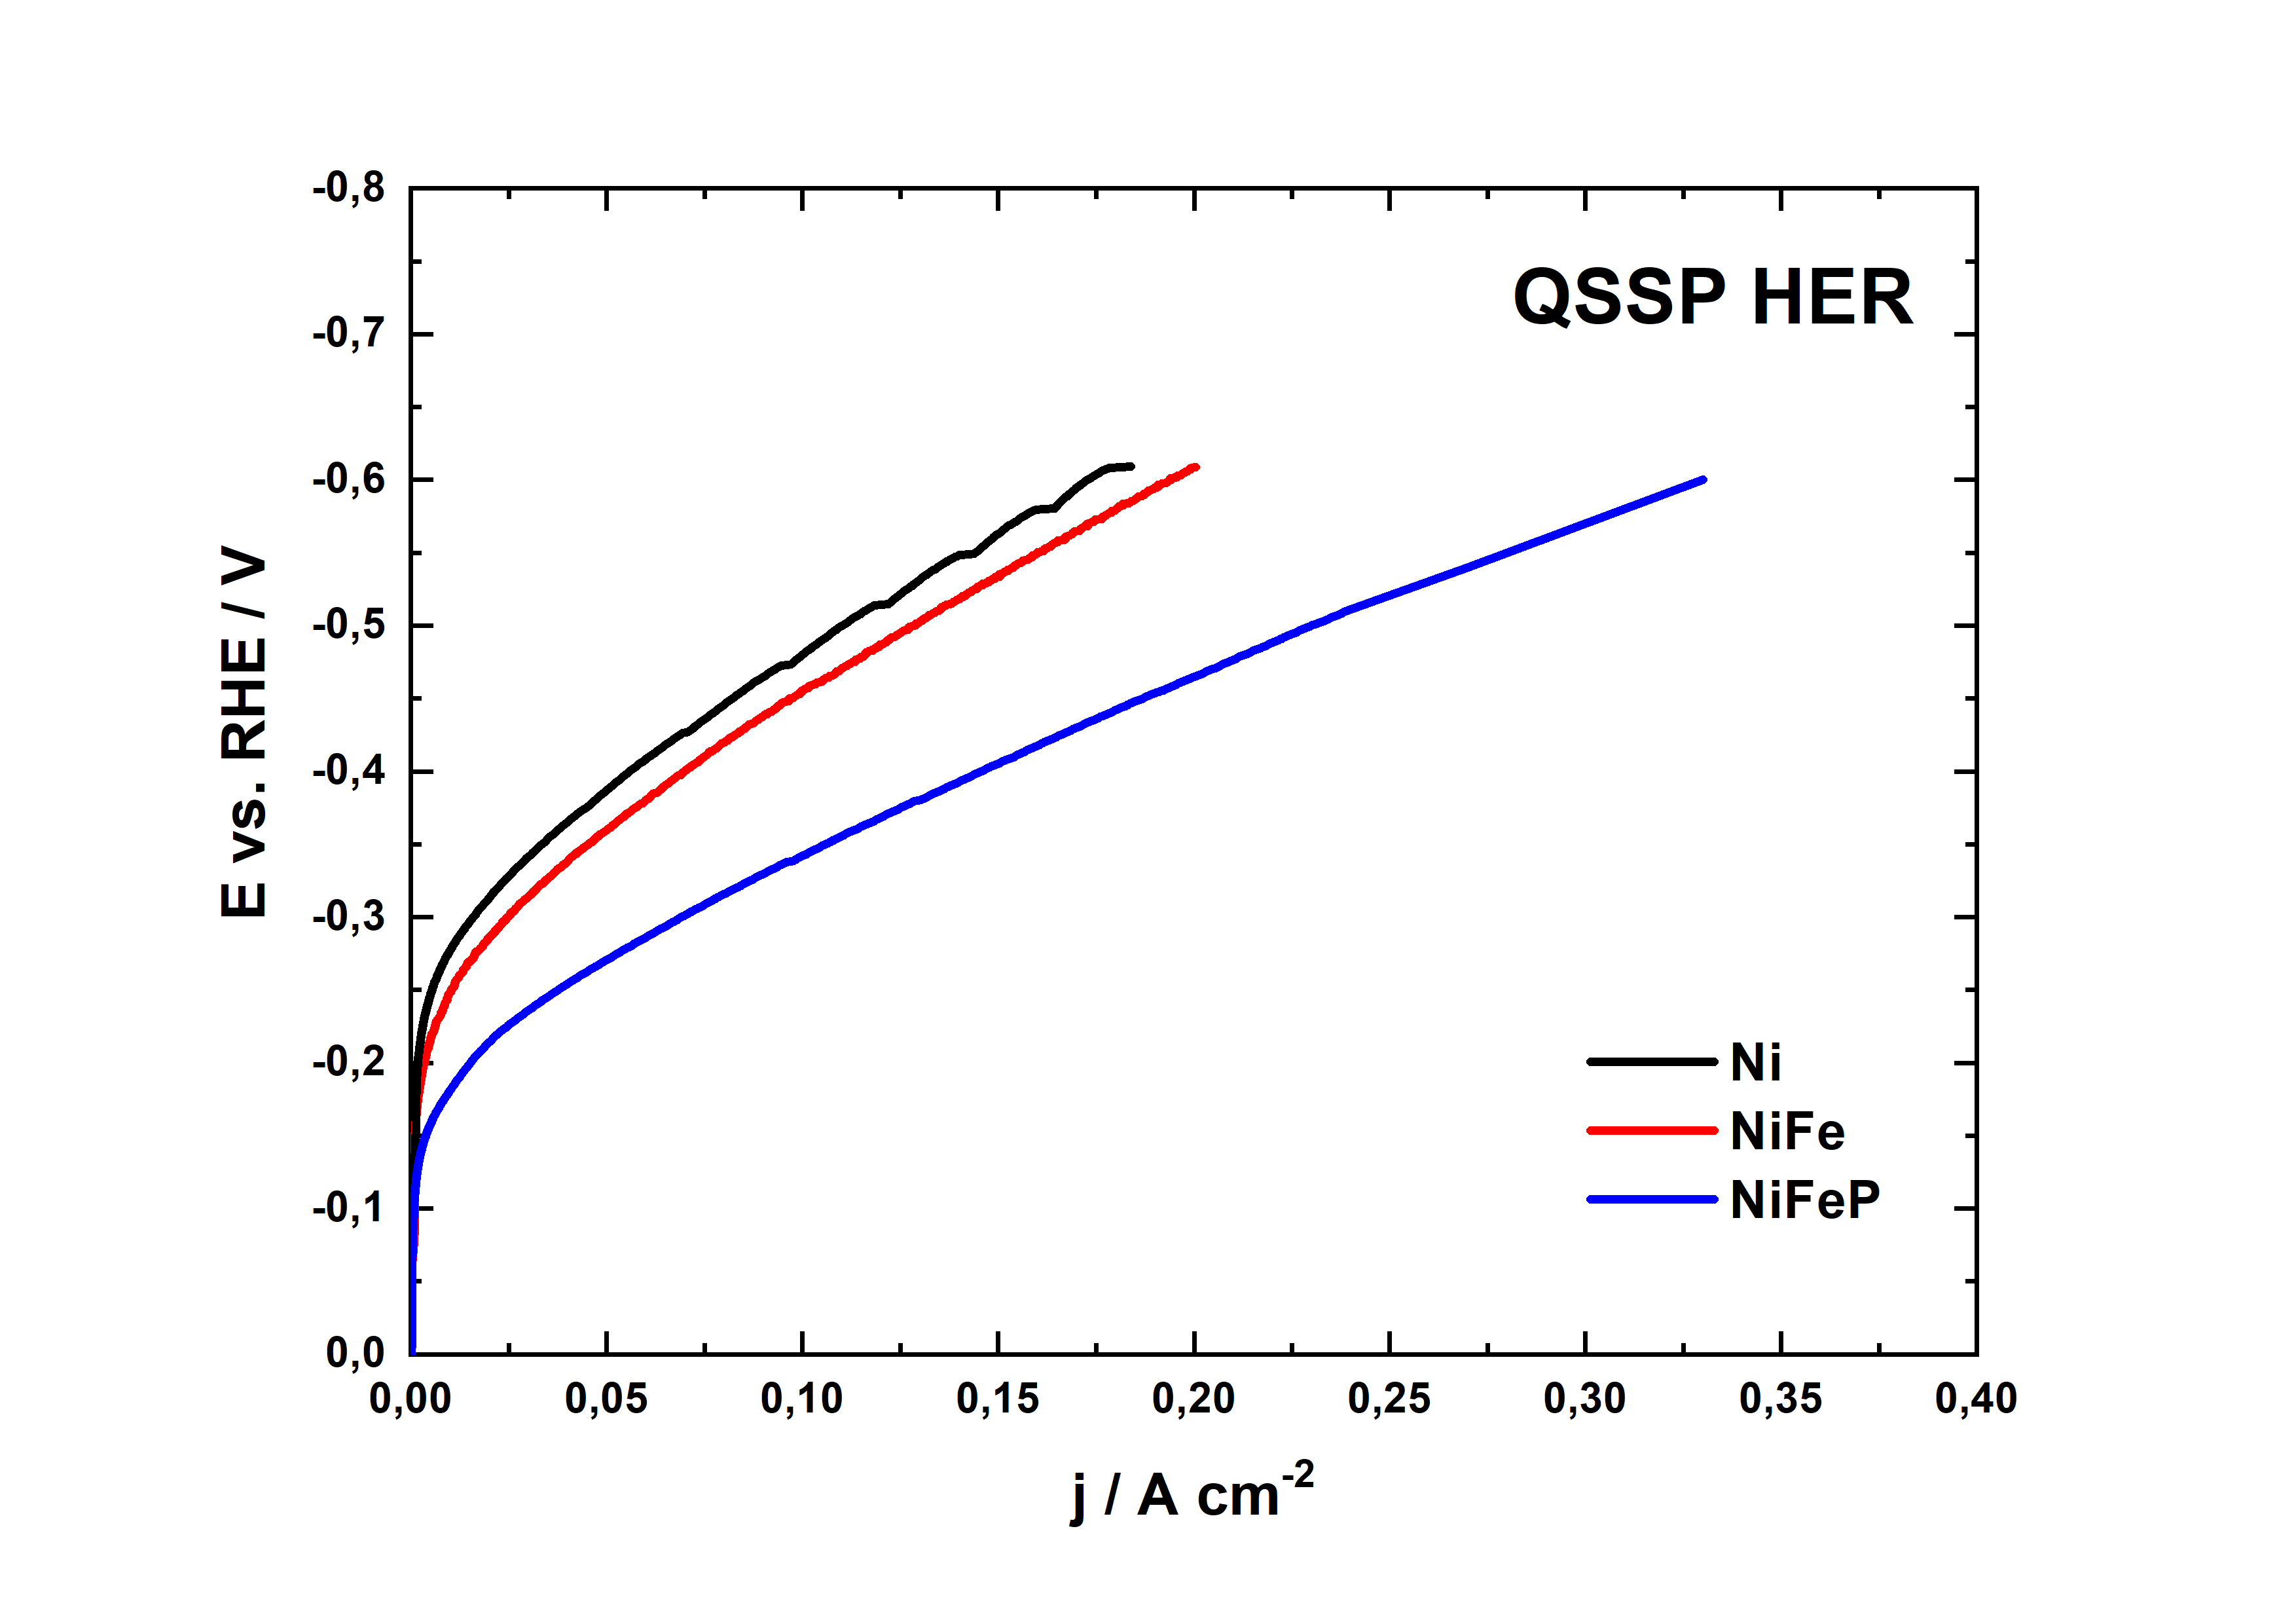 QSSP HER
E vs. RHE / V
-0,8
-0,7
-0,6
-0,5
-0,4
-0,3
-0,2
-0,1
0,0
Ni
NiFe
NiFeP
0,00 0,05 0,10 0,15 0,20 0,25 0,30 0,35 0,40
j / A cm⁻²